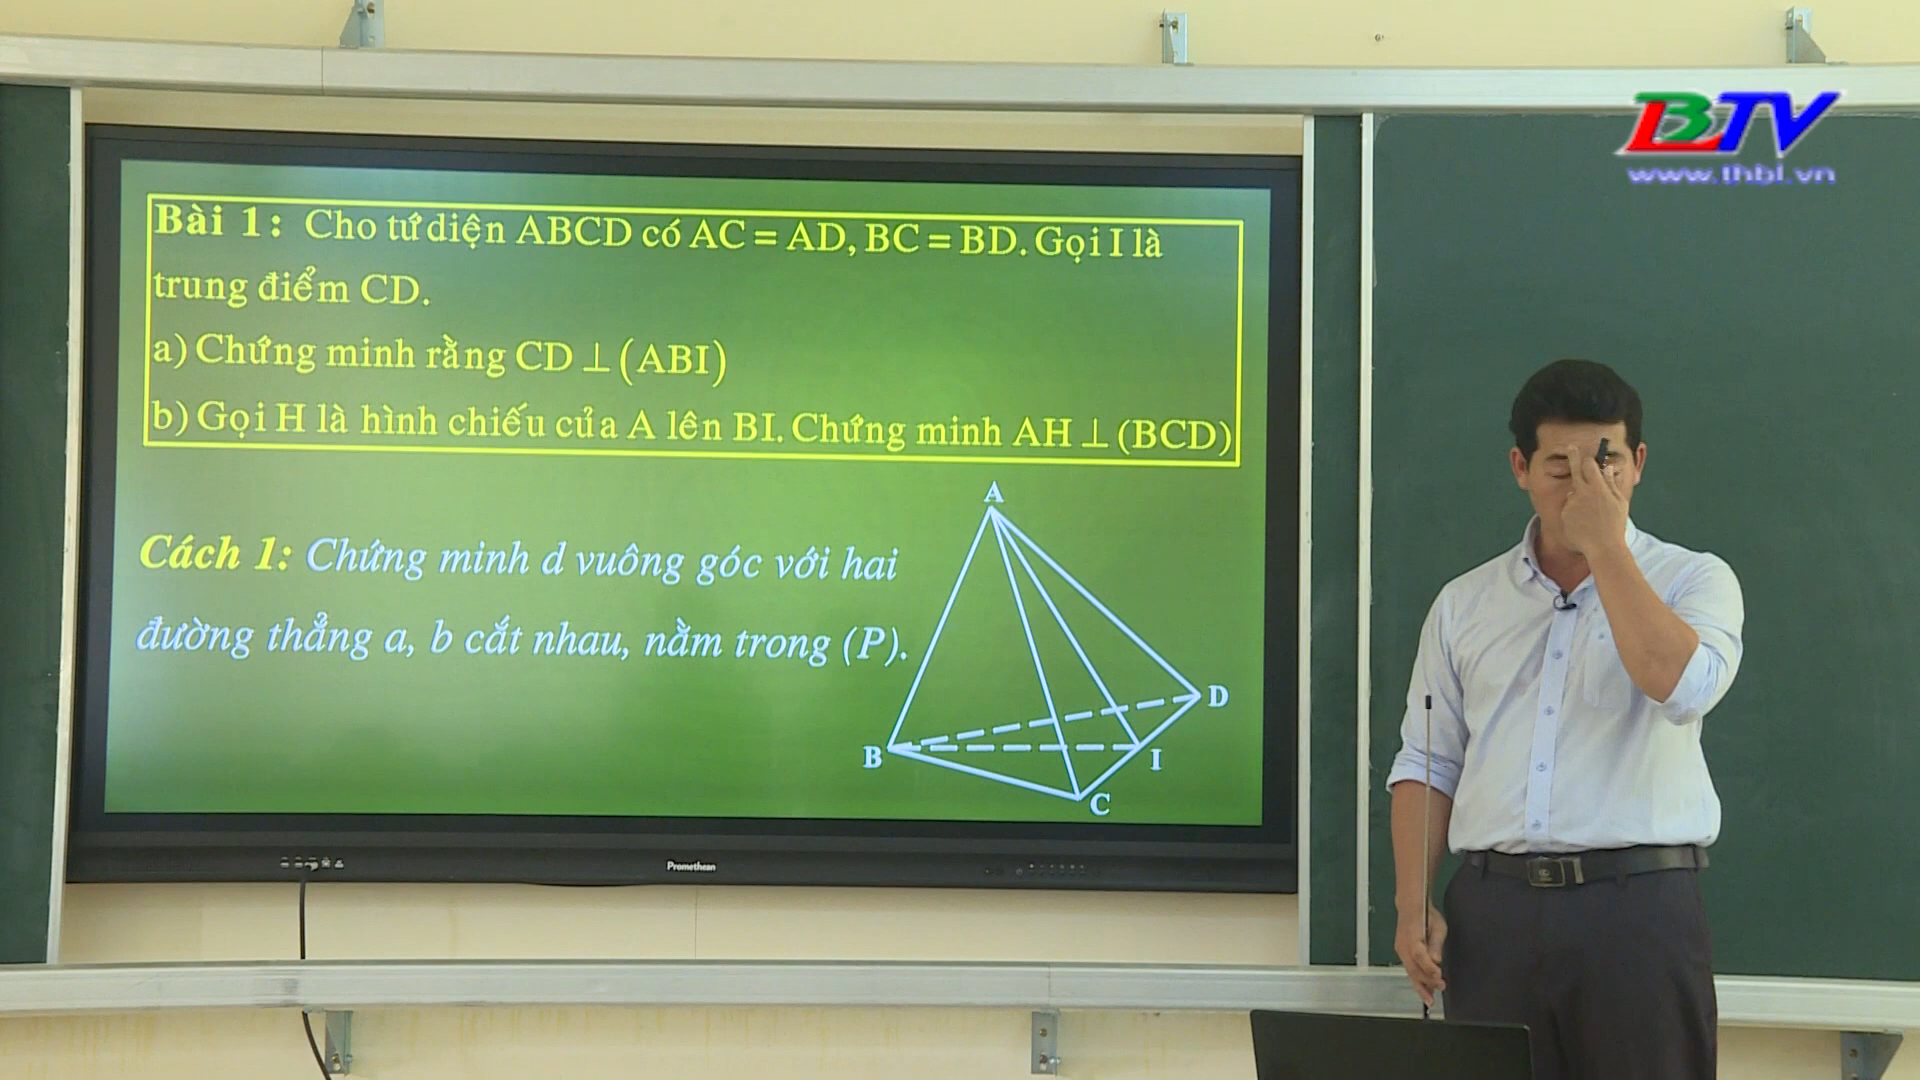 BTV
www.thbl.vn
Bài 1: Cho tứ diện ABCD có AC = AD, BC = BD. Gọi I là
trung điểm CD.
a) Chứng minh rằng CD ⊥ (ABI)
b) Gọi H là hình chiếu của A lên BI. Chứng minh AH ⊥ (BCD)
Cách 1: Chứng minh d vuông góc với hai
đường thẳng a, b cắt nhau, nằm trong (P).
A
D
B
I
C
Promethean